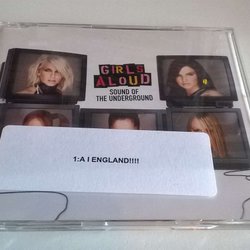 GIRLS
ALOUD
SOUND OF
THE UNDERGROUND
1:A I ENGLAND!!!!